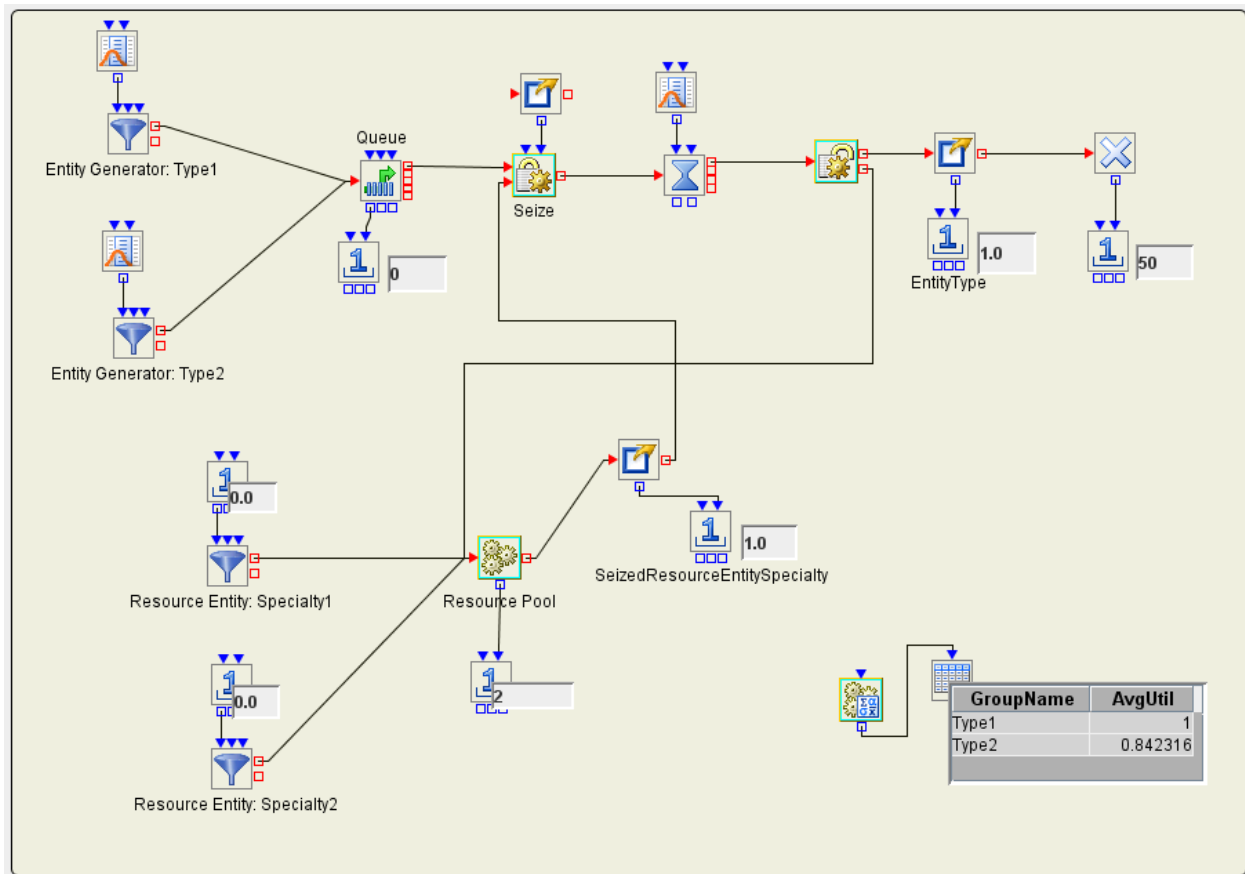 Entity Generator: Type1
Queue
Seize
0
1.0
EntityType
50
Entity Generator: Type2
0.0
Resource Entity: Specialty1
Resource Pool
1.0
SeizedResourceEntitySpecialty
0.0
2
Resource Entity: Specialty2
GroupName AvgUtil
Type1 1
Type2 0.842316